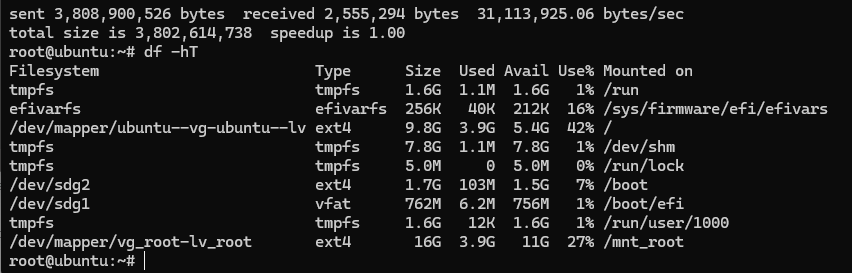 sent 3,808,900,526 bytes  received 2,555,294 bytes  31,113,925.06 bytes/sec
total size is 3,802,614,738  speedup is 1.00
root@ubuntu:~# df -hT
Filesystem                        Type      Size  Used Avail Use% Mounted on
tmpfs                             tmpfs     1.6G  1.1M  1.6G   1% /run
efivarfs                          efivarfs  256K   40K  212K  16% /sys/firmware/efi/efivars
/dev/mapper/ubuntu--vg-ubuntu--lv ext4      9.8G  3.9G  5.4G  42% /
tmpfs                             tmpfs     7.8G  1.1M  7.8G   1% /dev/shm
tmpfs                             tmpfs     5.0M     0  5.0M   0% /run/lock
/dev/sdg2                         ext4      1.7G  103M  1.5G   7% /boot
/dev/sdg1                         vfat      762M  6.2M  756M   1% /boot/efi
tmpfs                             tmpfs     1.6G   12K  1.6G   1% /run/user/1000
/dev/mapper/vg_root-lv_root       ext4       16G  3.9G   11G  27% /mnt_root
root@ubuntu:~#